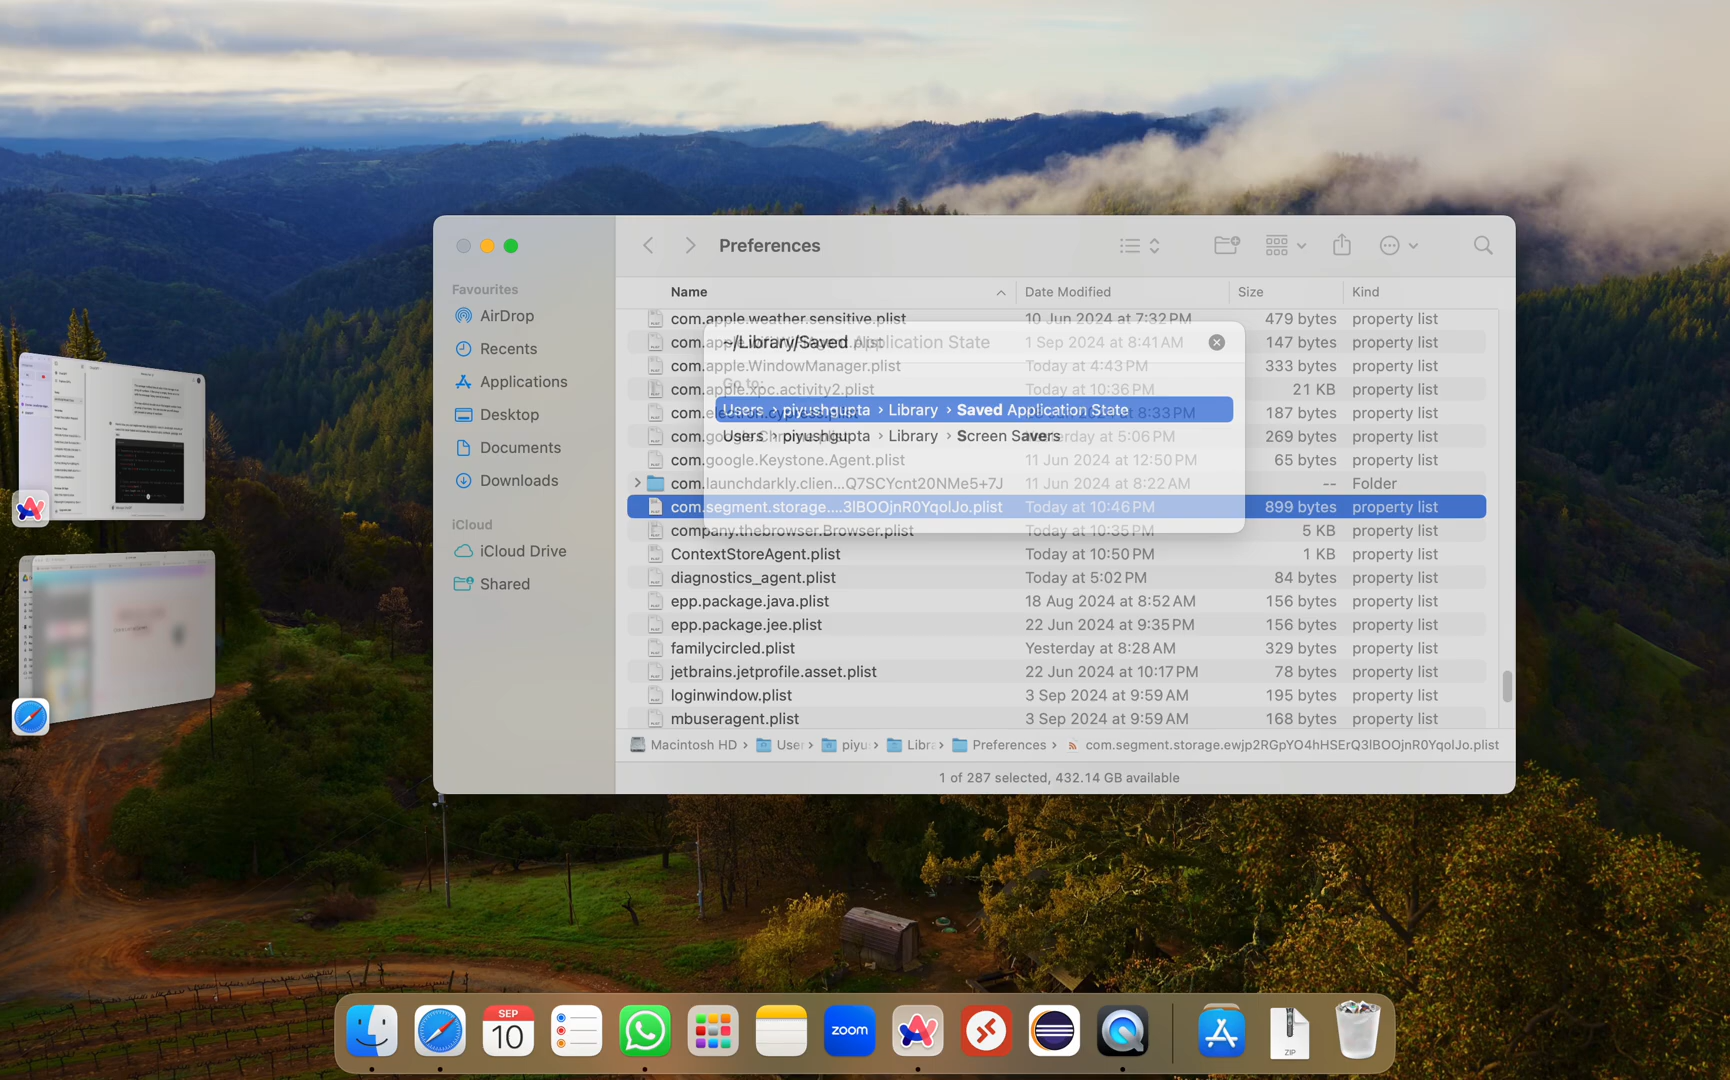 Preferences
Favourites
AirDrop
Recents
Applications
Desktop
Documents
Downloads
iCloud
iCloud Drive
Shared
Name Date Modified Size Kind
com.apple.weather.sensitive.plist 10 Jun 2024 at 7:32 PM 479 bytes property list
1 Sep 2024 at 8:41 AM 147 bytes property list
~/Library/Saved Application State
com.apple.WindowManager.plist Today at 4:43 PM 333 bytes property list
Go to:
com.apple.xpc.activity2.plist Today at 10:36 PM 21 KB property list
Users › piyushgupta › Library › Saved Application State
187 bytes property list
Users › piyushgupta › Library › Screen Savers
Yesterday at 5:06 PM 269 bytes property list
com.google.Keystone.Agent.plist 11 Jun 2024 at 12:50 PM 65 bytes property list
com.launchdarkly.clien...Q7SCYcnt20NMe5+7J 11 Jun 2024 at 8:22 AM -- Folder
com.segment.storage....3lBOOjnR0YqolJo.plist Today at 10:46 PM 899 bytes property list
company.thebrowser.Browser.plist Today at 10:35 PM 5 KB property list
ContextStoreAgent.plist Today at 10:50 PM 1 KB property list
diagnostics_agent.plist Today at 5:02 PM 84 bytes property list
epp.package.java.plist 18 Aug 2024 at 8:52 AM 156 bytes property list
epp.package.jee.plist 22 Jun 2024 at 9:35 PM 156 bytes property list
familycircled.plist Yesterday at 8:28 AM 329 bytes property list
jetbrains.jetprofile.asset.plist 22 Jun 2024 at 10:17 PM 78 bytes property list
loginwindow.plist 3 Sep 2024 at 9:59 AM 195 bytes property list
mbuseragent.plist 3 Sep 2024 at 9:59 AM 168 bytes property list
Macintosh HD › User › piyu › Libra › Preferences › com.segment.storage.ewjp2RGpYO4hHSErQ3lBOOjnR0YqolJo.plist
1 of 287 selected, 432.14 GB available
SEP
10
zoom
ZIP